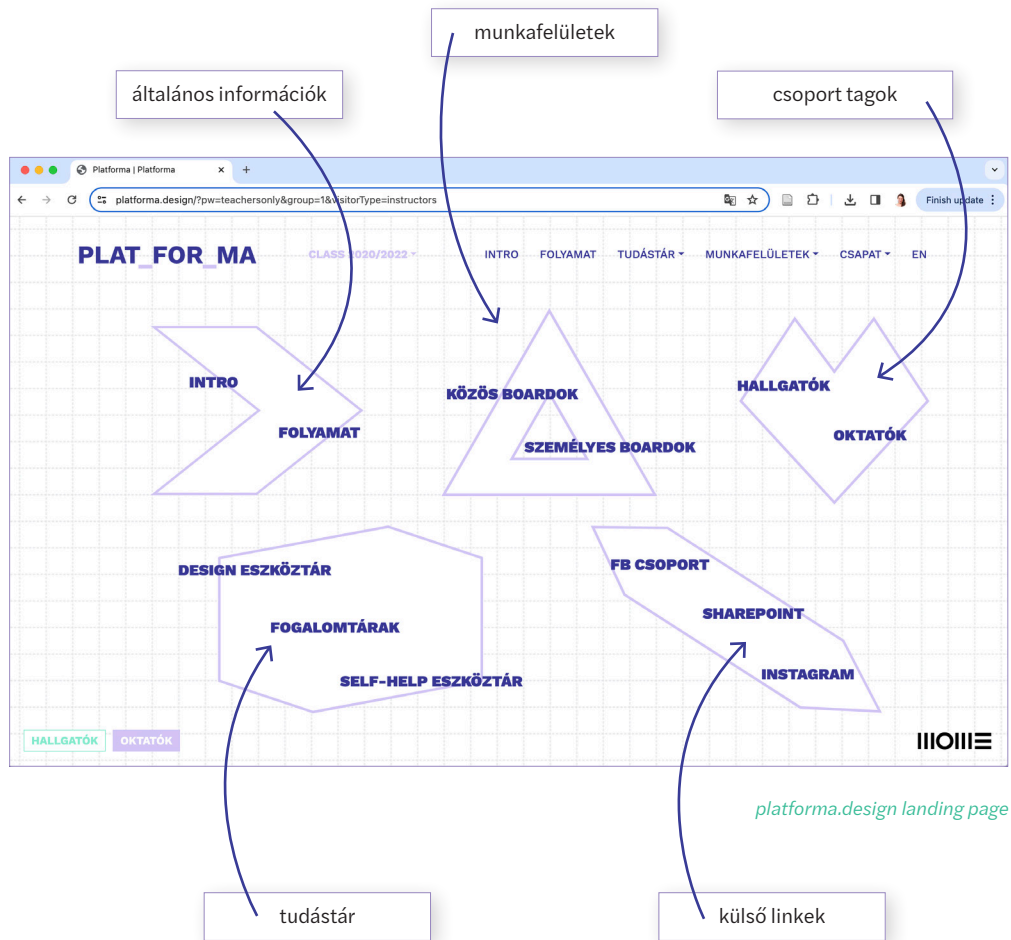 munkafelületek
általános információk
csoport tagok
Platforma | Platforma
platforma.design/?pw=teachersonly&group=1&visitorType=instructors
Finish update
PLAT_FOR_MA
CLASS 2020/2022
INTRO FOLYAMAT TUDÁSTÁR MUNKAFELÜLETEK CSAPAT EN
INTRO
FOLYAMAT
KÖZÖS BOARDOK
SZEMÉLYES BOARDOK
HALLGATÓK
OKTATÓK
DESIGN ESZKÖZTÁR
FOGALOMTÁRAK
SELF-HELP ESZKÖZTÁR
FB CSOPORT
SHAREPOINT
INSTAGRAM
HALLGATÓK OKTATÓK
MOME
platforma.design landing page
tudástár
külső linkek